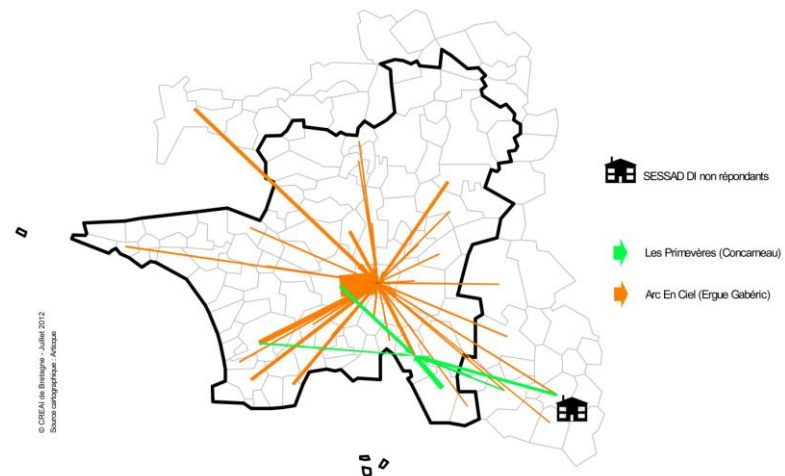 SESSAD DI non répondants
Les Primevères (Concarneau)
Arc En Ciel (Ergue Gabéric)
© CREAI de Bretagne - Juillet 2012
Source cartographique : Articque